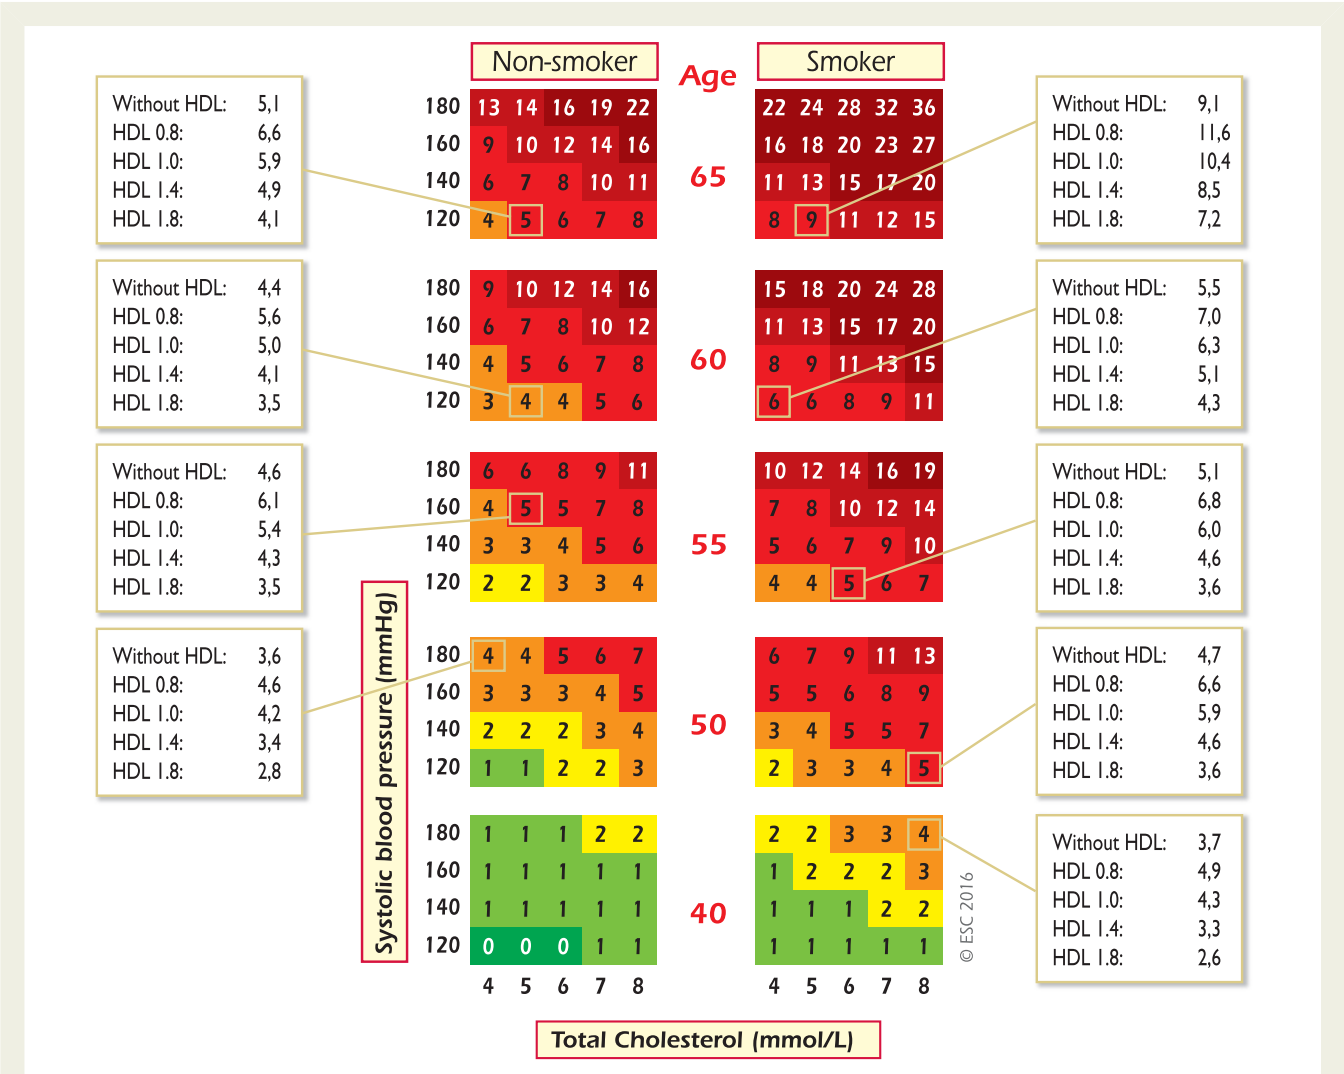 Non-smoker
Age
Smoker
Without HDL: 5,1
HDL 0.8: 6,6
HDL 1.0: 5,9
HDL 1.4: 4,9
HDL 1.8: 4,1
180 13 14 16 19 22
160 9 10 12 14 16
140 6 7 8 10 11
120 4 5 6 7 8
65
22 24 28 32 36
16 18 20 23 27
11 13 15 17 20
8 9 11 12 15
Without HDL: 9,1
HDL 0.8: 11,6
HDL 1.0: 10,4
HDL 1.4: 8,5
HDL 1.8: 7,2
Without HDL: 4,4
HDL 0.8: 5,6
HDL 1.0: 5,0
HDL 1.4: 4,1
HDL 1.8: 3,5
180 9 10 12 14 16
160 6 7 8 10 12
140 4 5 6 7 8
120 3 4 4 5 6
60
15 18 20 24 28
11 13 15 17 20
8 9 11 13 15
6 6 8 9 11
Without HDL: 5,5
HDL 0.8: 7,0
HDL 1.0: 6,3
HDL 1.4: 5,1
HDL 1.8: 4,3
Without HDL: 4,6
HDL 0.8: 6,1
HDL 1.0: 5,4
HDL 1.4: 4,3
HDL 1.8: 3,5
180 6 6 8 9 11
160 4 5 5 7 8
140 3 3 4 5 6
120 2 2 3 3 4
55
10 12 14 16 19
7 8 10 12 14
5 6 7 9 10
4 4 5 6 7
Without HDL: 5,1
HDL 0.8: 6,8
HDL 1.0: 6,0
HDL 1.4: 4,6
HDL 1.8: 3,6
Systolic blood pressure (mmHg)
Without HDL: 3,6
HDL 0.8: 4,6
HDL 1.0: 4,2
HDL 1.4: 3,4
HDL 1.8: 2,8
180 4 4 5 6 7
160 3 3 3 4 5
140 2 2 2 3 4
120 1 1 2 2 3
50
6 7 9 11 13
5 5 6 8 9
3 4 5 5 7
2 3 3 4 5
Without HDL: 4,7
HDL 0.8: 6,6
HDL 1.0: 5,9
HDL 1.4: 4,6
HDL 1.8: 3,6
180 1 1 1 2 2
160 1 1 1 1 1
140 1 1 1 1 1
120 0 0 0 1 1
40
2 2 3 3 4
1 2 2 2 3
1 1 1 2 2
1 1 1 1 1
© ESC 2016
Without HDL: 3,7
HDL 0.8: 4,9
HDL 1.0: 4,3
HDL 1.4: 3,3
HDL 1.8: 2,6
4 5 6 7 8
4 5 6 7 8
Total Cholesterol (mmol/L)